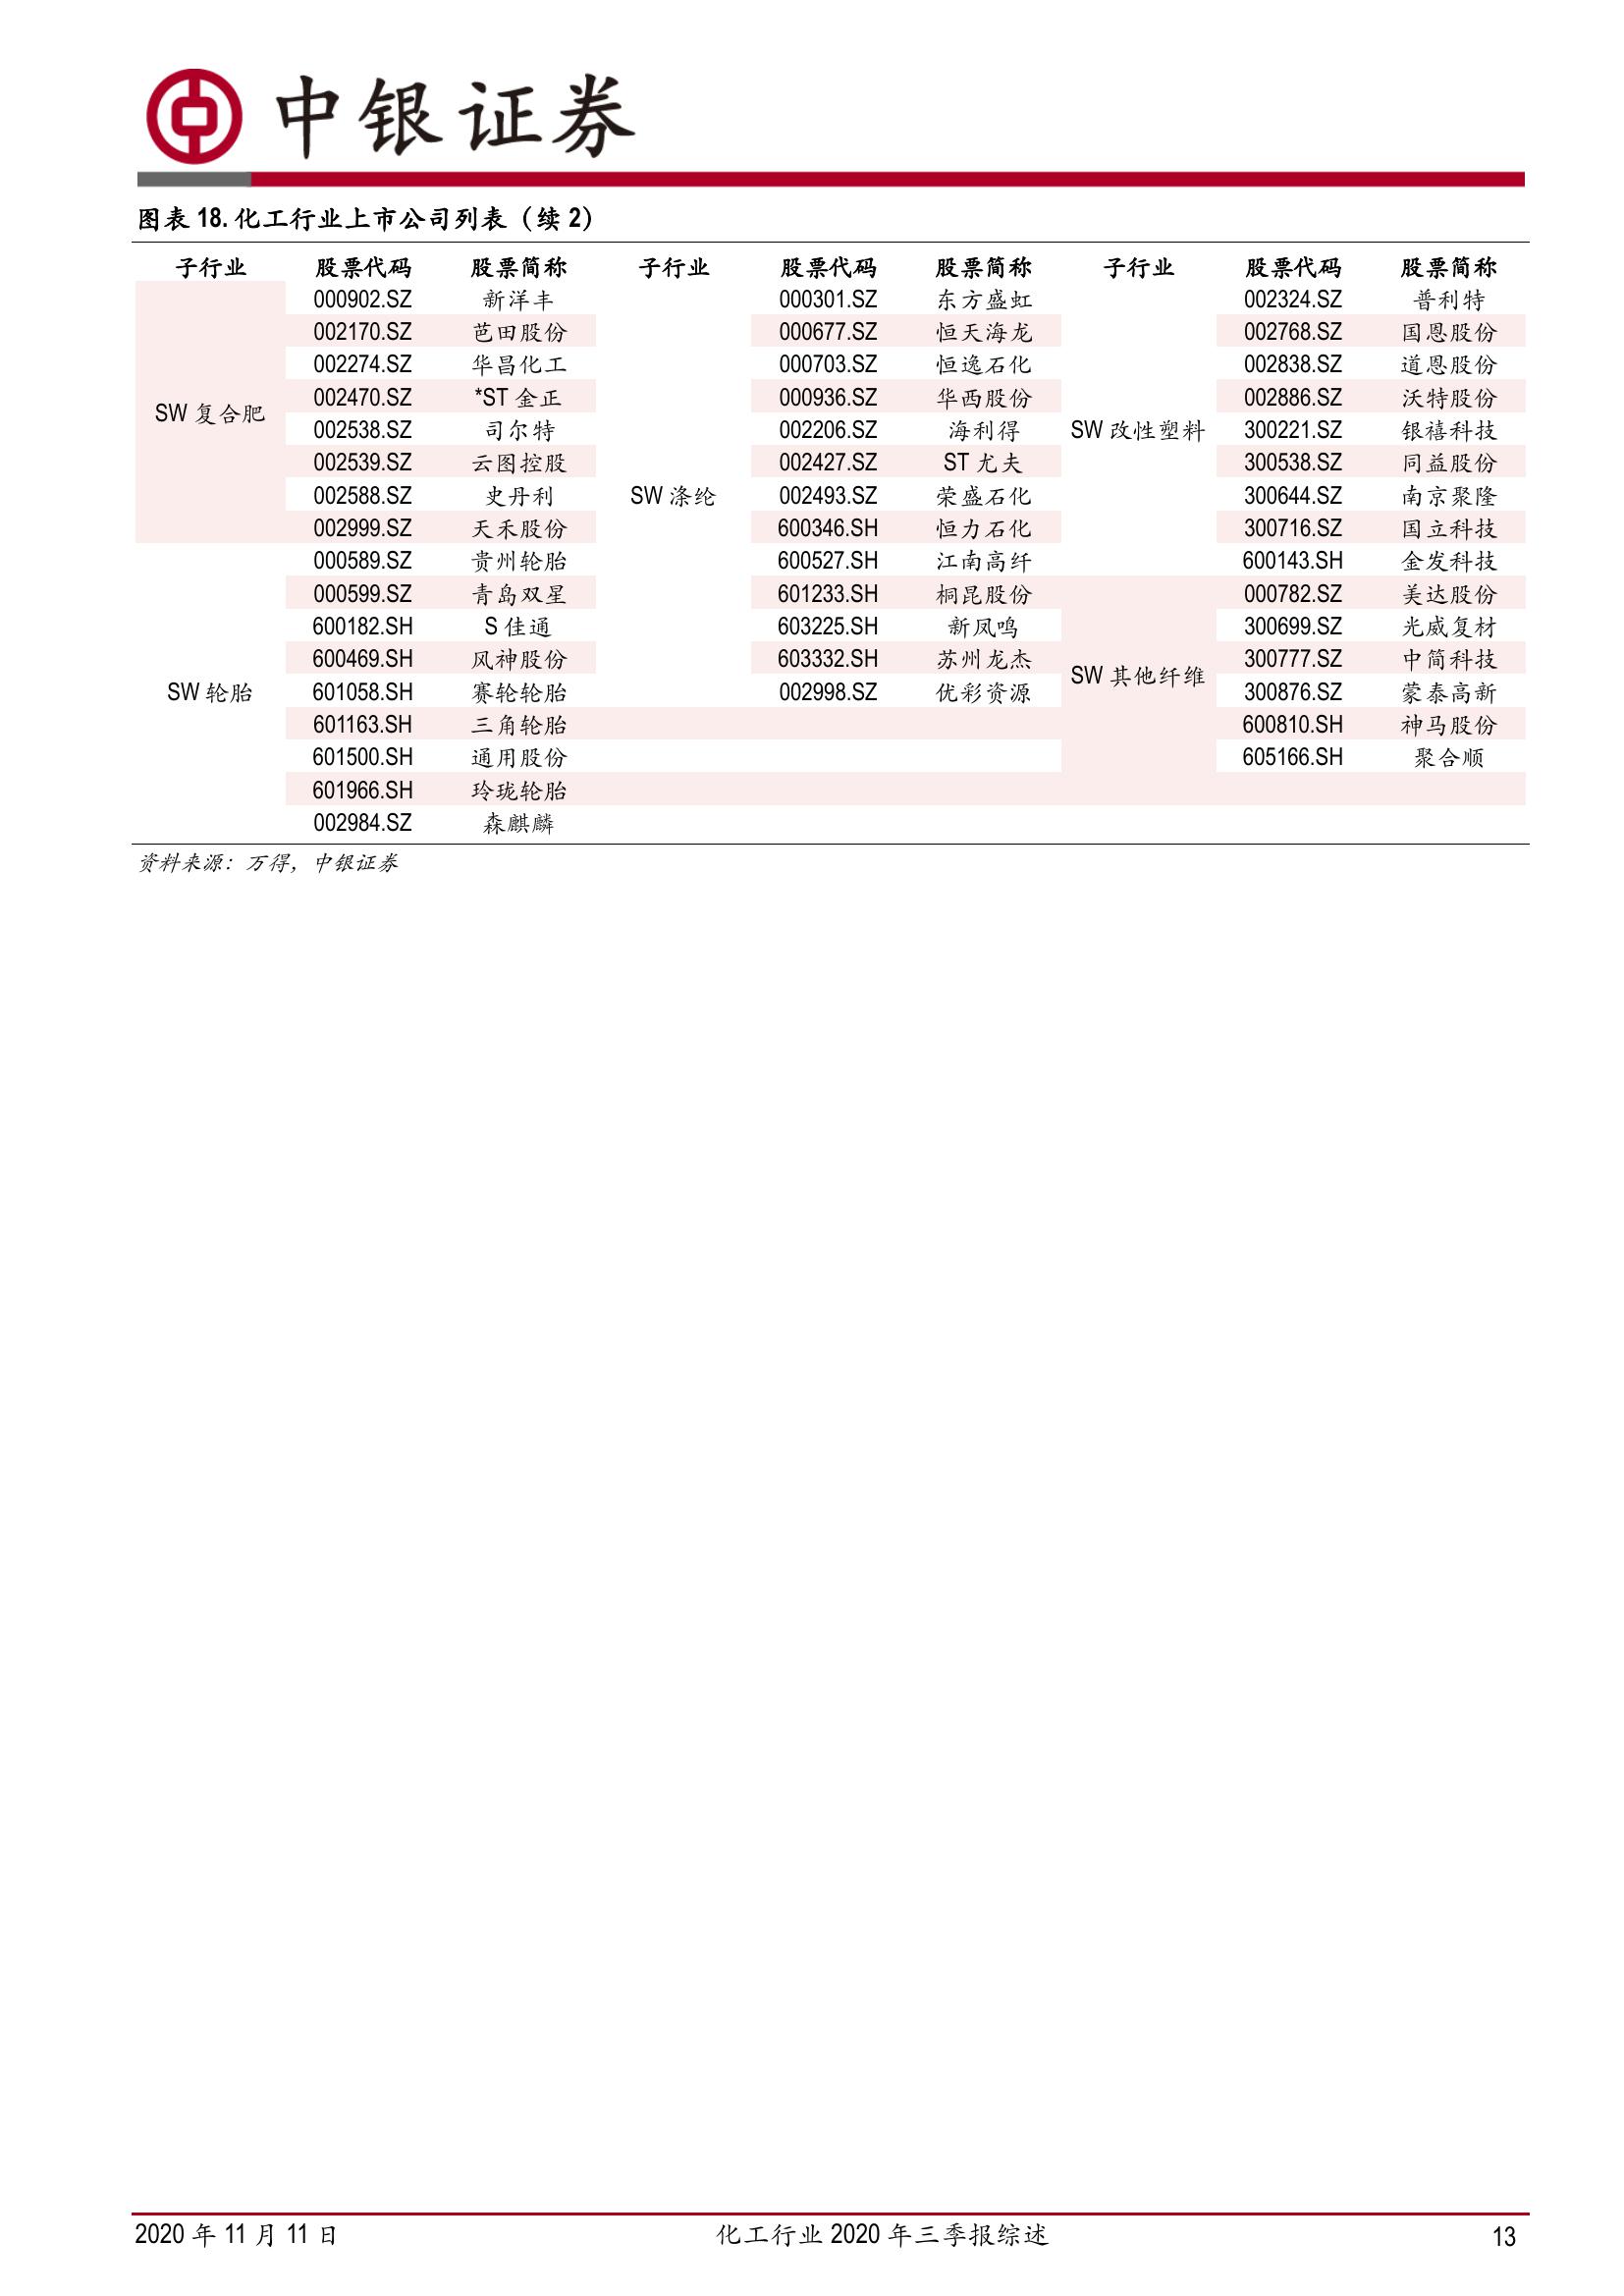 中银证券
图表 18. 化工行业上市公司列表（续 2）
子行业 股票代码 股票简称 子行业 股票代码 股票简称 子行业 股票代码 股票简称
000902.SZ 新洋丰 000301.SZ 东方盛虹 002324.SZ 普利特
002170.SZ 芭田股份 000677.SZ 恒天海龙 002768.SZ 国恩股份
002274.SZ 华昌化工 000703.SZ 恒逸石化 002838.SZ 道恩股份
002470.SZ *ST 金正 000936.SZ 华西股份 002886.SZ 沃特股份
SW 复合肥
002538.SZ 司尔特 002206.SZ 海利得 SW 改性塑料 300221.SZ 银禧科技
002539.SZ 云图控股 002427.SZ ST 尤夫 300538.SZ 同益股份
002588.SZ 史丹利 SW 涤纶 002493.SZ 荣盛石化 300644.SZ 南京聚隆
002999.SZ 天禾股份 600346.SH 恒力石化 300716.SZ 国立科技
000589.SZ 贵州轮胎 600527.SH 江南高纤 600143.SH 金发科技
000599.SZ 青岛双星 601233.SH 桐昆股份 000782.SZ 美达股份
600182.SH S 佳通 603225.SH 新凤鸣 300699.SZ 光威复材
600469.SH 风神股份 603332.SH 苏州龙杰 300777.SZ 中简科技
SW 其他纤维
SW 轮胎 601058.SH 赛轮轮胎 002998.SZ 优彩资源 300876.SZ 蒙泰高新
601163.SH 三角轮胎 600810.SH 神马股份
601500.SH 通用股份 605166.SH 聚合顺
601966.SH 玲珑轮胎
002984.SZ 森麒麟
资料来源：万得，中银证券
2020 年 11 月 11 日 化工行业 2020 年三季报综述 13